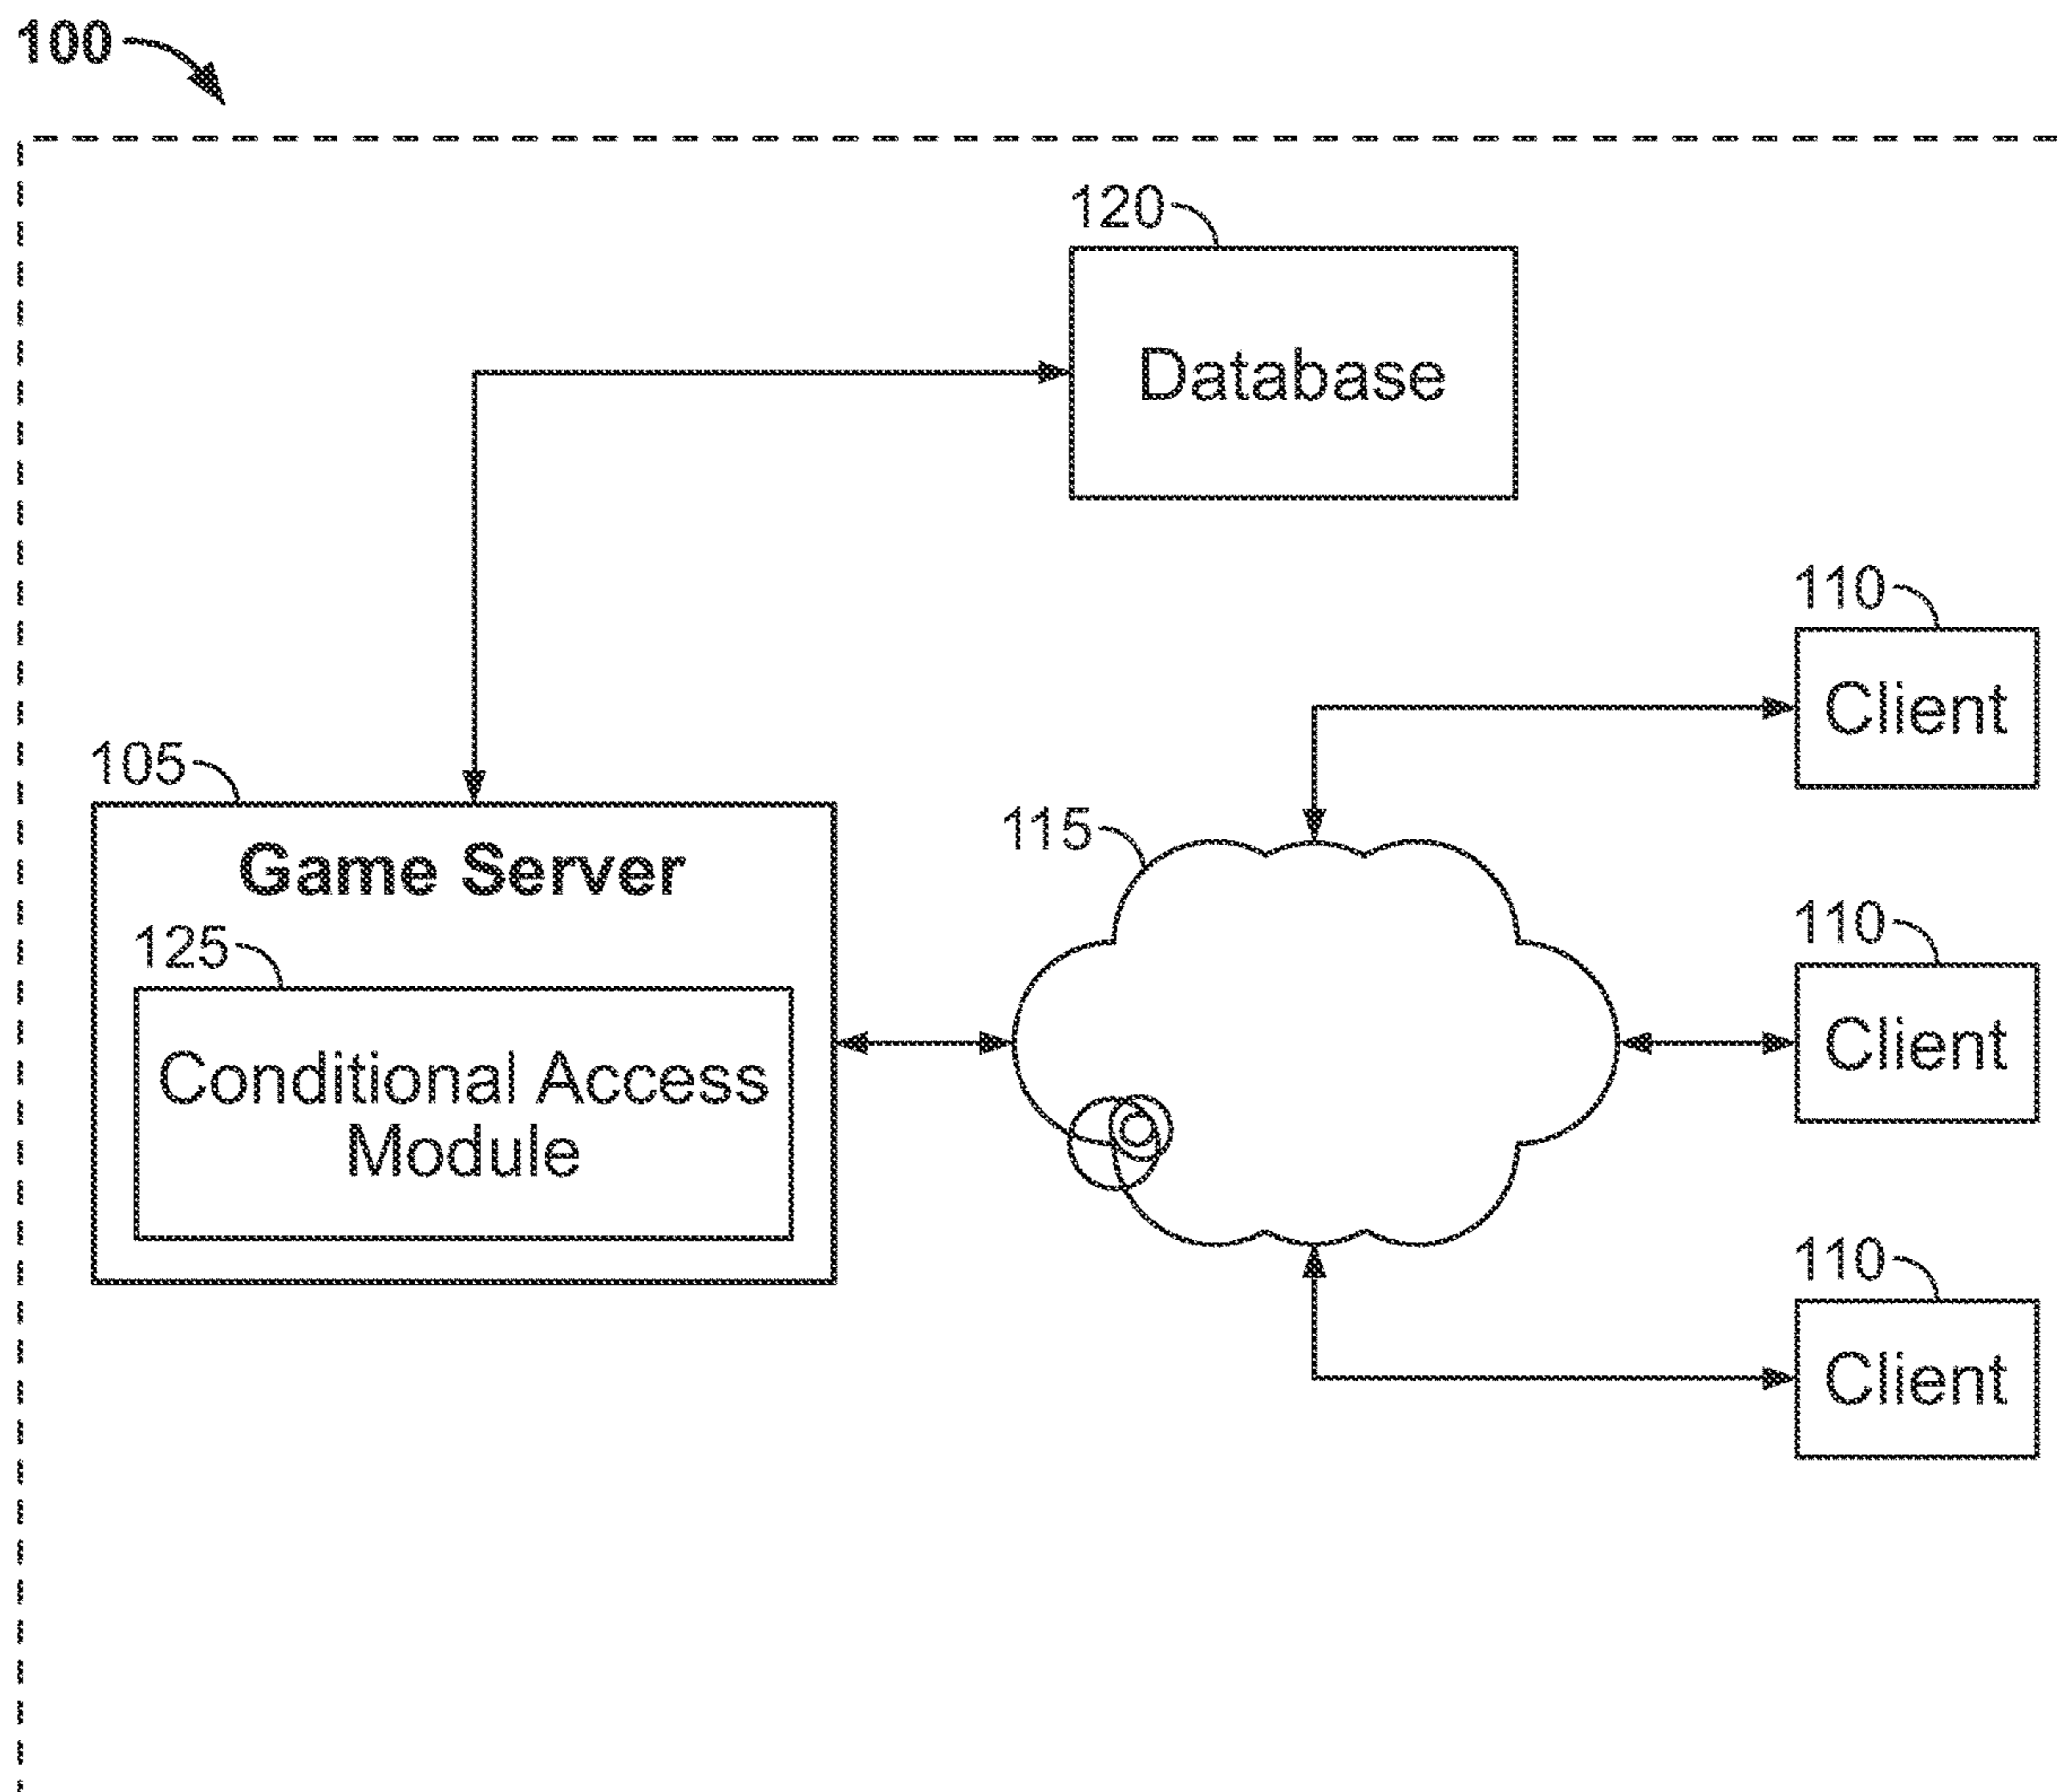 100
120
Database
110
Client
105
Game Server
115
125
Conditional Access
Module
110
Client
110
Client